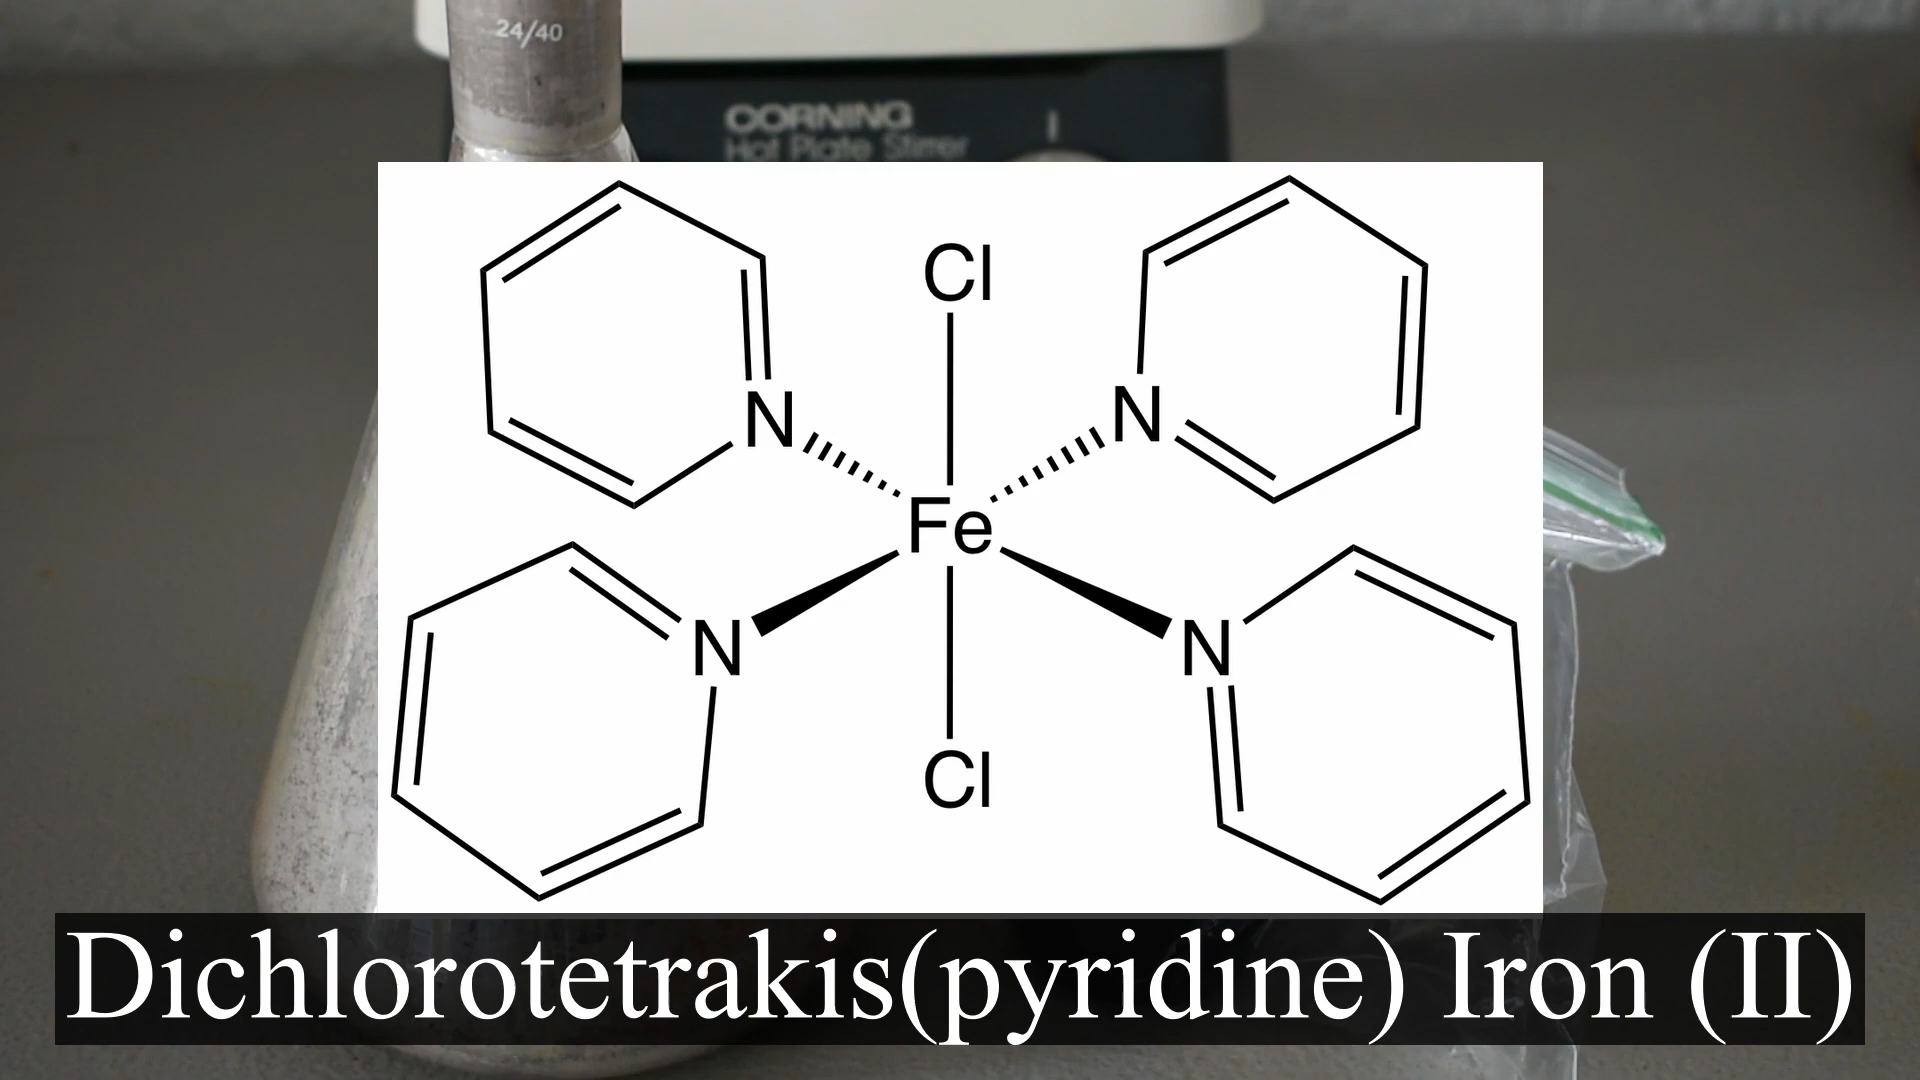 24/40
CORNING
Hot Plate Stirrer
Cl
N N
Fe
N N
Cl
Dichlorotetrakis(pyridine) Iron (II)